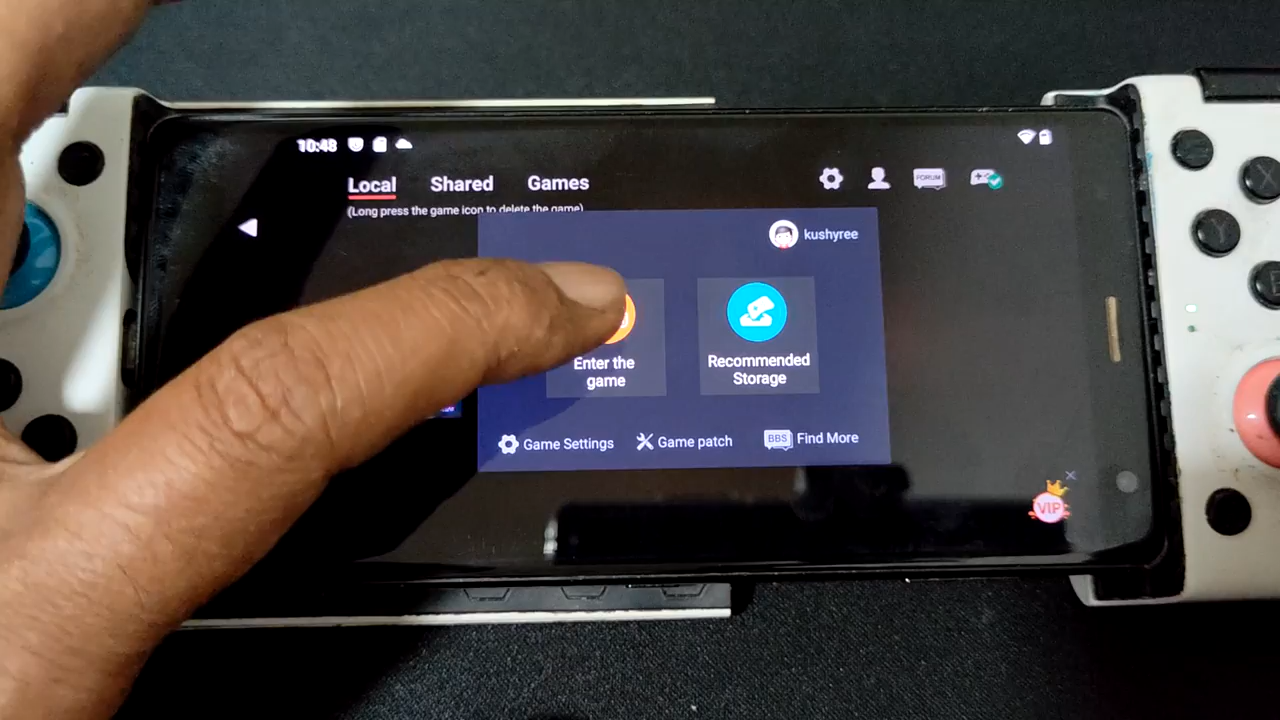 10:48
Local Shared Games
FORUM
(Long press the game icon to delete the game)
kushyree
Enter the
game
Recommended
Storage
Game Settings
Game patch
BBS
Find More
VIP
X